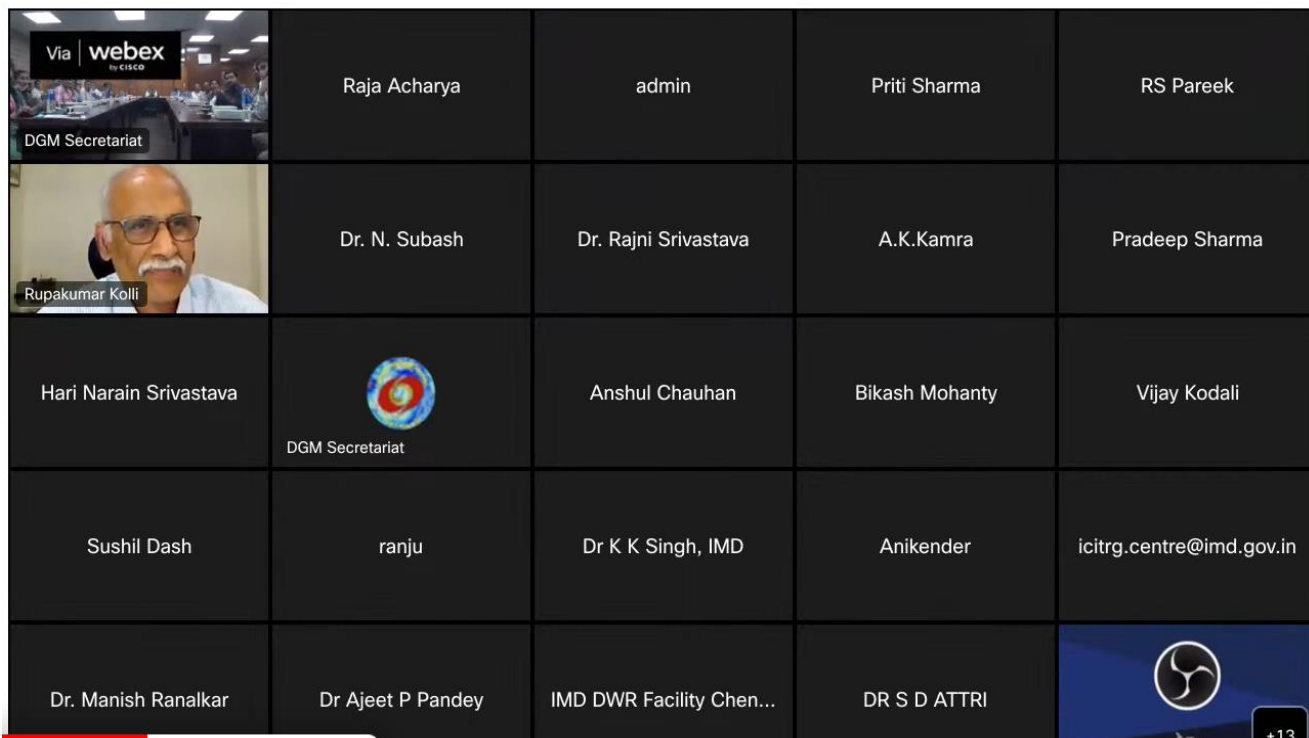 Via | webex
by CISCO
DGM Secretariat
Raja Acharya
admin
Priti Sharma
RS Pareek
Rupakumar Kolli
Dr. N. Subash
Dr. Rajni Srivastava
A.K.Kamra
Pradeep Sharma
Hari Narain Srivastava
DGM Secretariat
Anshul Chauhan
Bikash Mohanty
Vijay Kodali
Sushil Dash
ranju
Dr K K Singh, IMD
Anikender
icitrg.centre@imd.gov.in
Dr. Manish Ranalkar
Dr Ajeet P Pandey
IMD DWR Facility Chen...
DR S D ATTRI
+13